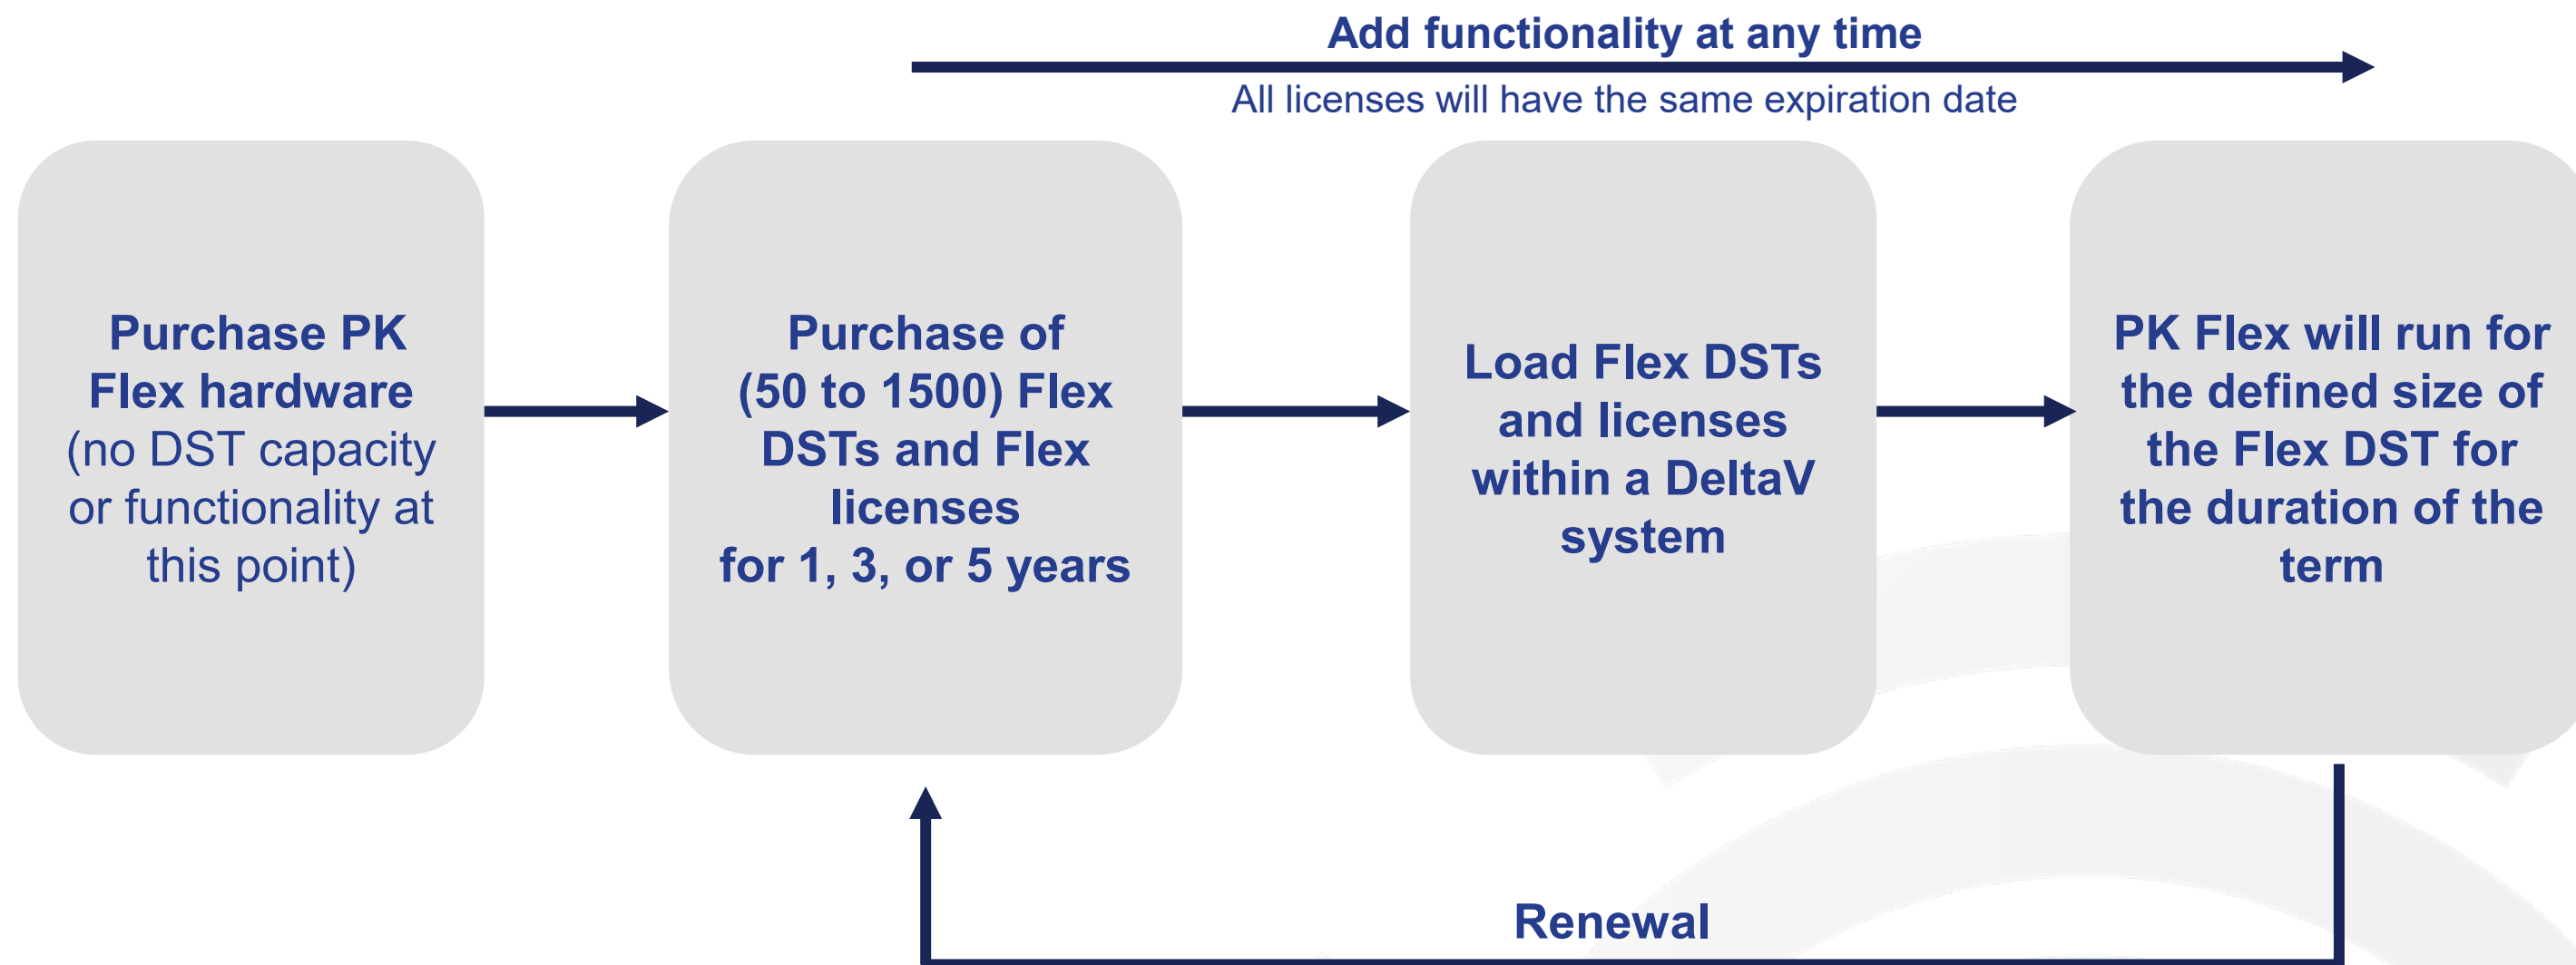 Add functionality at any time
All licenses will have the same expiration date
Purchase PK
Flex hardware
(no DST capacity
or functionality at
this point)
Purchase of
(50 to 1500) Flex
DSTs and Flex
licenses
for 1, 3, or 5 years
Load Flex DSTs
and licenses
within a DeltaV
system
PK Flex will run for
the defined size of
the Flex DST for
the duration of the
term
Renewal